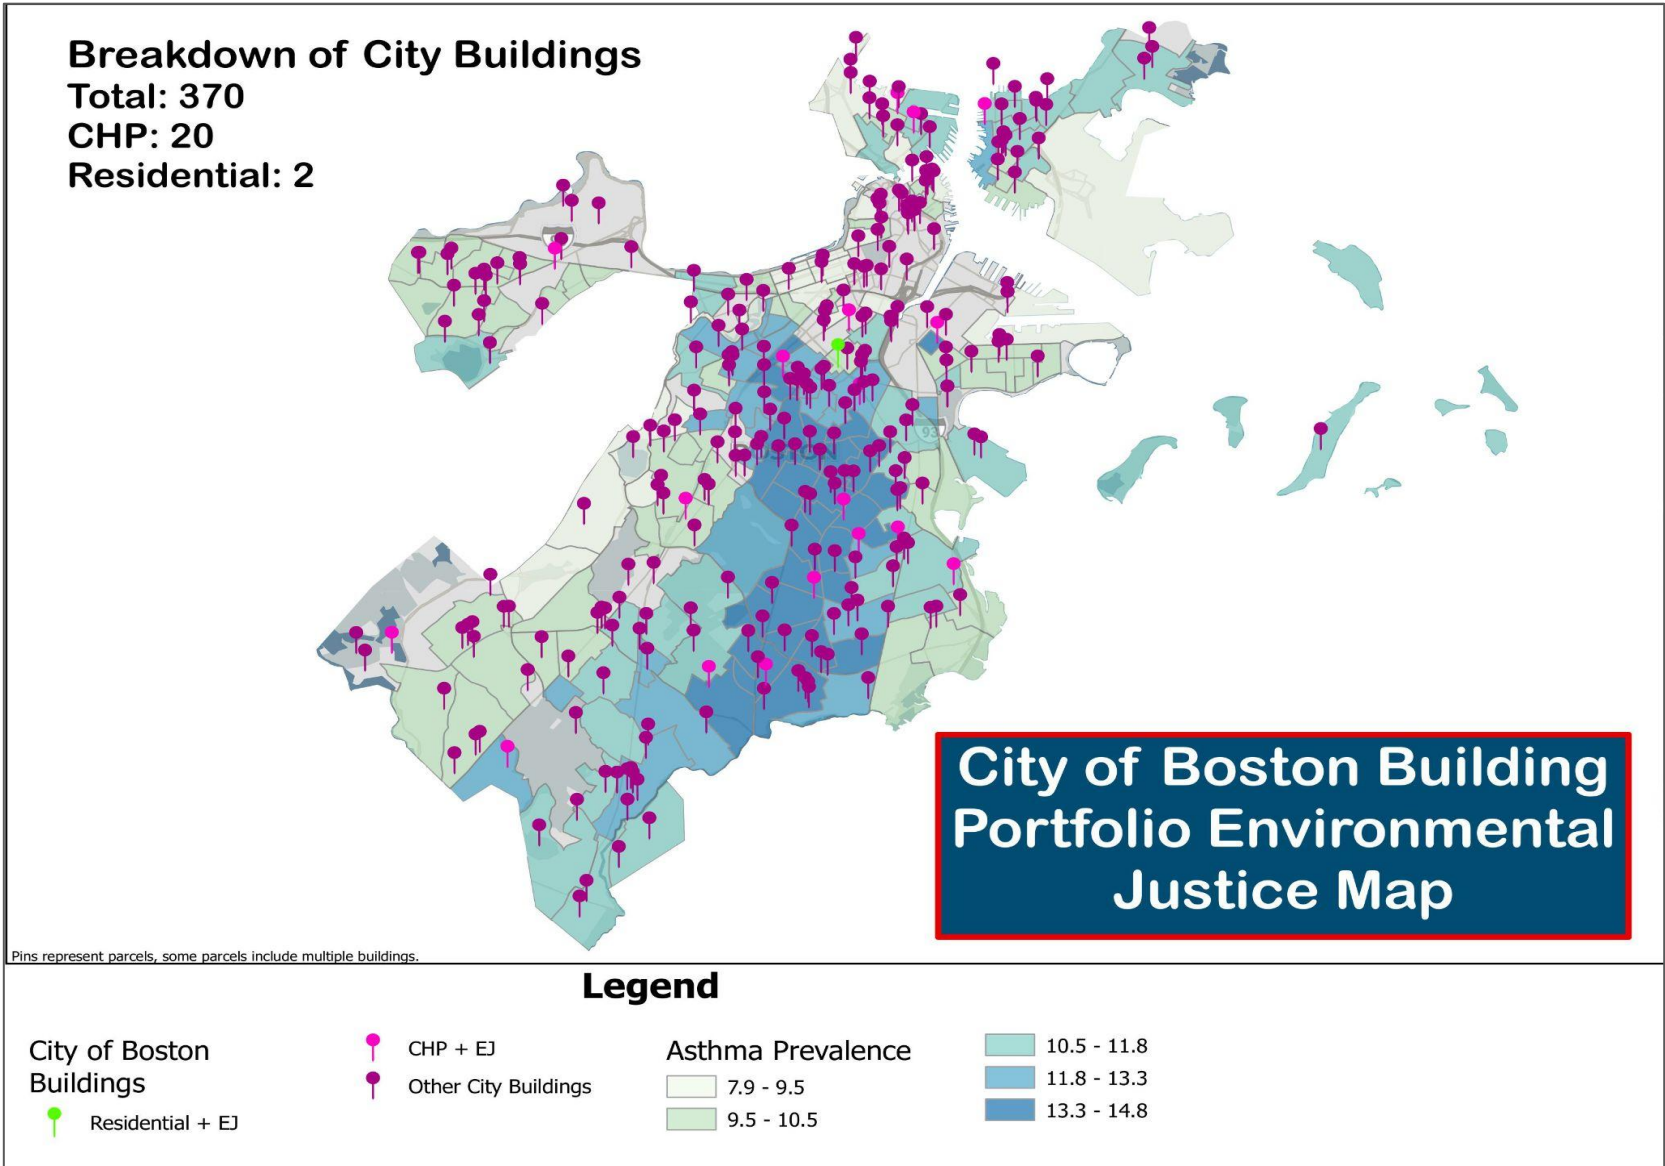 Breakdown of City Buildings
Total: 370
CHP: 20
Residential: 2
93
BOSTON
City of Boston Building
Portfolio Environmental
Justice Map
Pins represent parcels, some parcels include multiple buildings.
Legend
City of Boston
Buildings
Residential + EJ
CHP + EJ
Other City Buildings
Asthma Prevalence
7.9 - 9.5
9.5 - 10.5
10.5 - 11.8
11.8 - 13.3
13.3 - 14.8